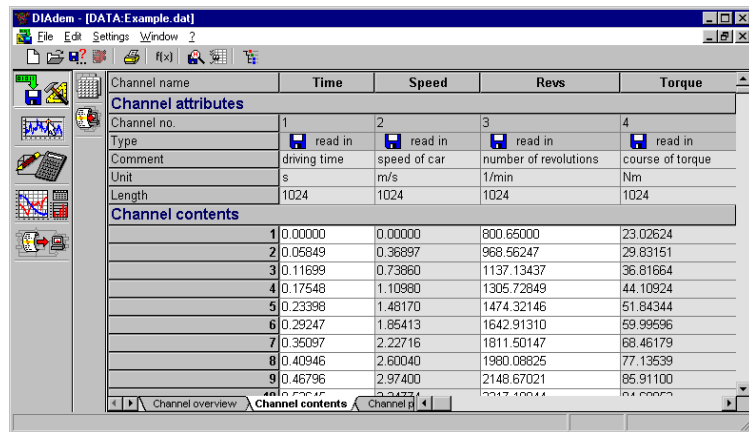 DIAdem - [DATA:Example.dat]
File Edit Settings Window ?
f(x)
Channel name Time Speed Revs Torque
Channel attributes
Channel no. 1 2 3 4
Type read in read in read in read in
Comment driving time speed of car number of revolutions course of torque
Unit s m/s 1/min Nm
Length 1024 1024 1024 1024
Channel contents
1 0.00000 0.00000 800.65000 23.02624
2 0.05849 0.36897 968.56247 29.83151
3 0.11699 0.73860 1137.13437 36.81664
4 0.17548 1.10980 1305.72849 44.10924
5 0.23398 1.48170 1474.32146 51.84344
6 0.29247 1.85413 1642.91310 59.99596
7 0.35097 2.22716 1811.50147 68.46179
8 0.40946 2.60040 1980.08825 77.13539
9 0.46796 2.97400 2148.67021 85.91100
Channel overview Channel contents Channel p